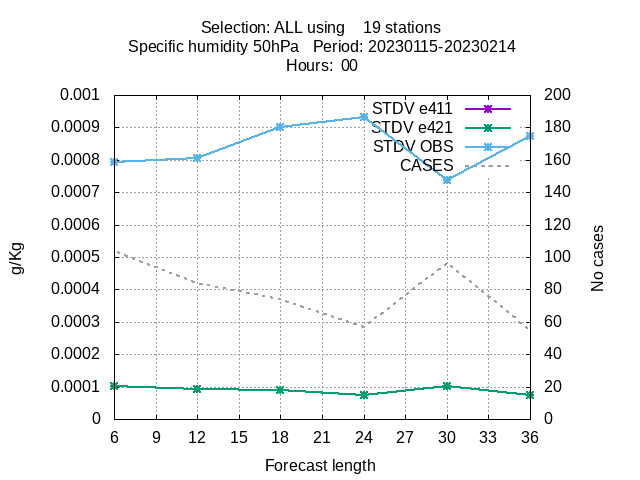 Selection: ALL using    19 stations
Specific humidity 50hPa   Period: 20230115-20230214
Hours:  00
STDV e411
STDV e421
STDV OBS
CASES
0.001
0.0009
0.0008
0.0007
0.0006
0.0005
0.0004
0.0003
0.0002
0.0001
0
g/Kg
200
180
160
140
120
100
80
60
40
20
0
No cases
6 9 12 15 18 21 24 27 30 33 36
Forecast length